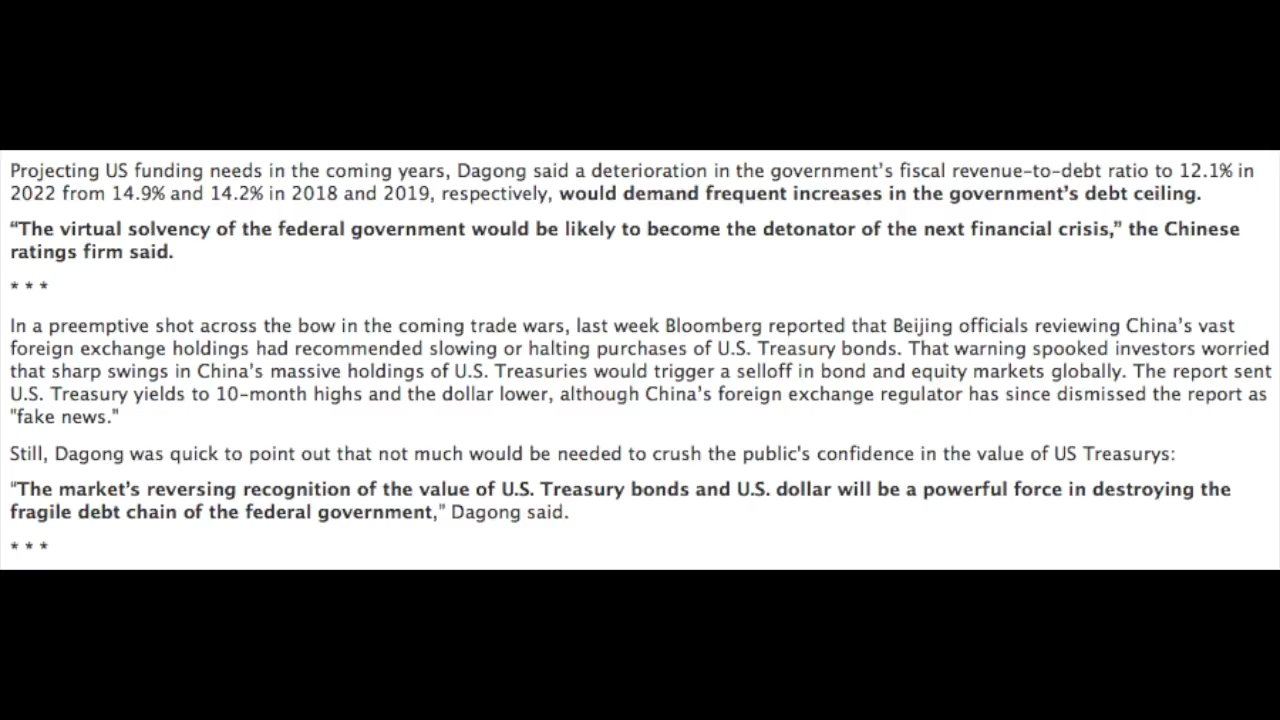 Projecting US funding needs in the coming years, Dagong said a deterioration in the government’s fiscal revenue-to-debt ratio to 12.1% in
2022 from 14.9% and 14.2% in 2018 and 2019, respectively, would demand frequent increases in the government’s debt ceiling.
“The virtual solvency of the federal government would be likely to become the detonator of the next financial crisis,” the Chinese
ratings firm said.
* * *
In a preemptive shot across the bow in the coming trade wars, last week Bloomberg reported that Beijing officials reviewing China’s vast
foreign exchange holdings had recommended slowing or halting purchases of U.S. Treasury bonds. That warning spooked investors worried
that sharp swings in China’s massive holdings of U.S. Treasuries would trigger a selloff in bond and equity markets globally. The report sent
U.S. Treasury yields to 10-month highs and the dollar lower, although China’s foreign exchange regulator has since dismissed the report as
"fake news."
Still, Dagong was quick to point out that not much would be needed to crush the public's confidence in the value of US Treasurys:
"The market’s reversing recognition of the value of U.S. Treasury bonds and U.S. dollar will be a powerful force in destroying the
fragile debt chain of the federal government," Dagong said.
* * *